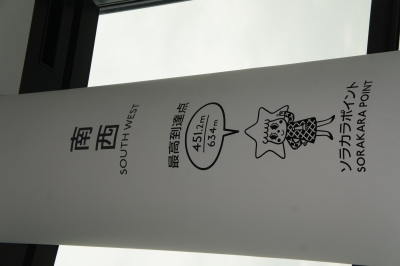 南西
SOUTH WEST
最高到達点
451.2m
634m
ソラカラポイント
SORAKARA POINT